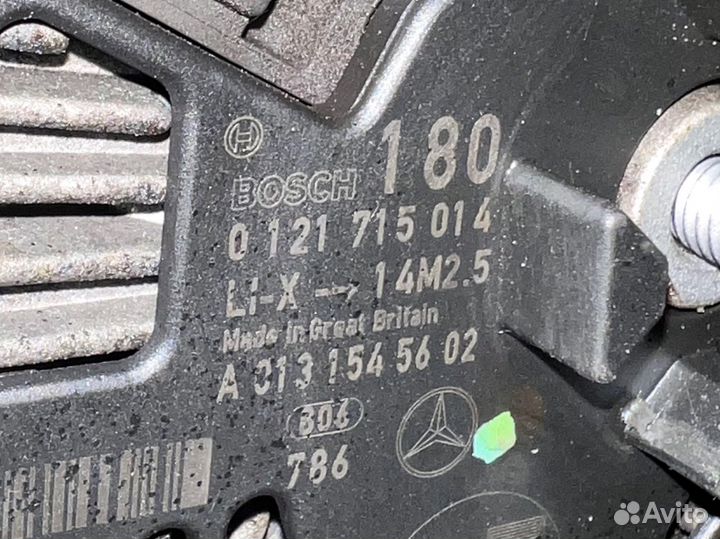 180
BOSCH
0 121 715 014
LI-X → 14M2.5
Made in Great Britain
A 013 154 56 02
B06
786
Avito